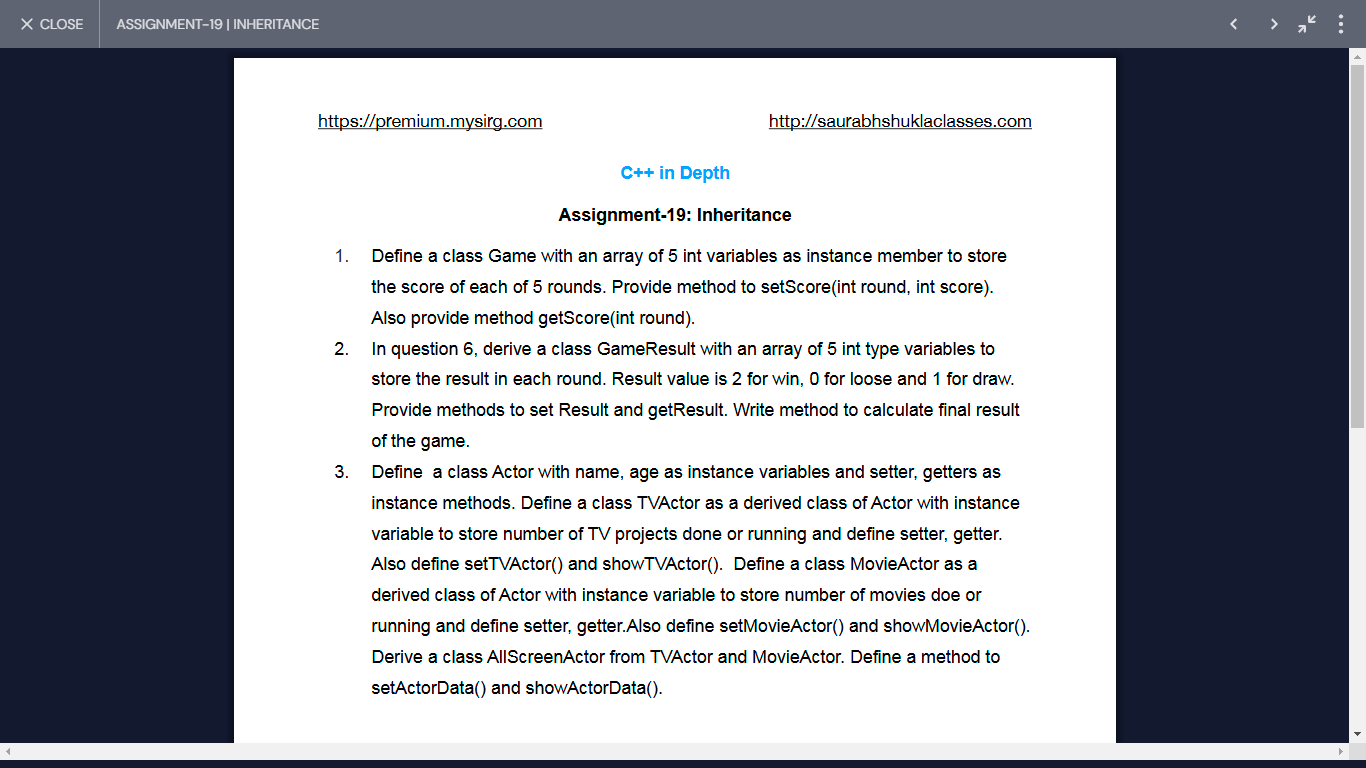 CLOSE
ASSIGNMENT-19 | INHERITANCE
https://premium.mysirg.com
http://saurabhshuklaclasses.com
C++ in Depth
Assignment-19: Inheritance
1. Define a class Game with an array of 5 int variables as instance member to store
the score of each of 5 rounds. Provide method to setScore(int round, int score).
Also provide method getScore(int round).
2. In question 6, derive a class GameResult with an array of 5 int type variables to
store the result in each round. Result value is 2 for win, 0 for loose and 1 for draw.
Provide methods to set Result and getResult. Write method to calculate final result
of the game.
3. Define  a class Actor with name, age as instance variables and setter, getters as
instance methods. Define a class TVActor as a derived class of Actor with instance
variable to store number of TV projects done or running and define setter, getter.
Also define setTVActor() and showTVActor().  Define a class MovieActor as a
derived class of Actor with instance variable to store number of movies doe or
running and define setter, getter.Also define setMovieActor() and showMovieActor().
Derive a class AllScreenActor from TVActor and MovieActor. Define a method to
setActorData() and showActorData().